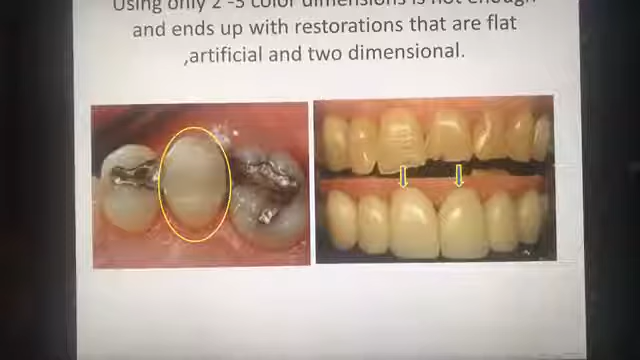 Using only 2 -3 color dimensions is not enough
and ends up with restorations that are flat
,artificial and two dimensional.